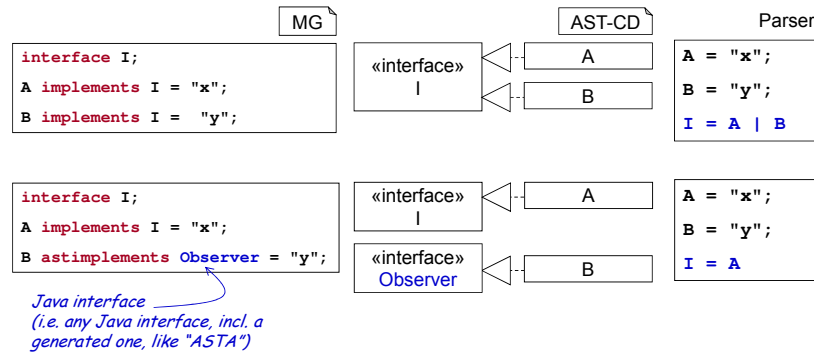 MG
AST-CD
Parser
interface I;
A implements I = "x";
B implements I =  "y";
«interface»
I
A
B
A = "x";
B = "y";
I = A | B
interface I;
A implements I = "x";
B astimplements Observer = "y";
«interface»
I
A
«interface»
Observer
B
A = "x";
B = "y";
I = A
Java interface
(i.e. any Java interface, incl. a
generated one, like "ASTA")